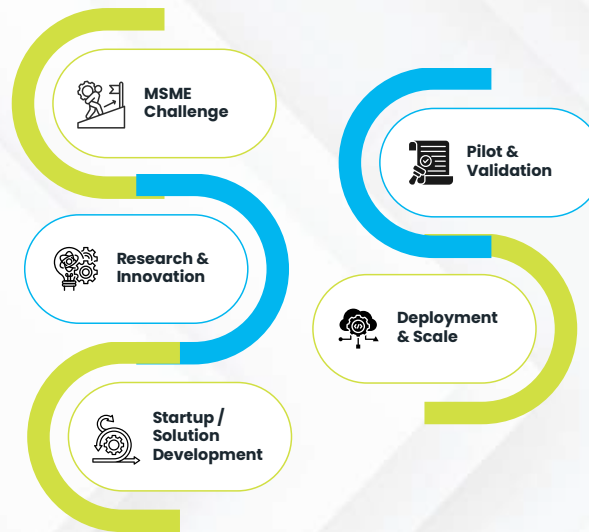 MSME
Challenge
Research &
Innovation
Startup /
Solution
Development
Pilot &
Validation
Deployment
& Scale